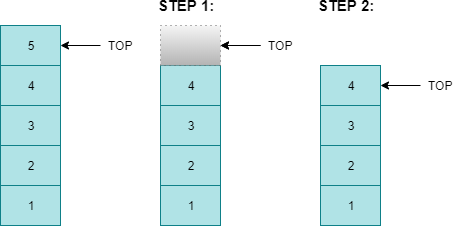 STEP 1: STEP 2:
5 TOP TOP
4 4 4 TOP
3 3 3
2 2 2
1 1 1